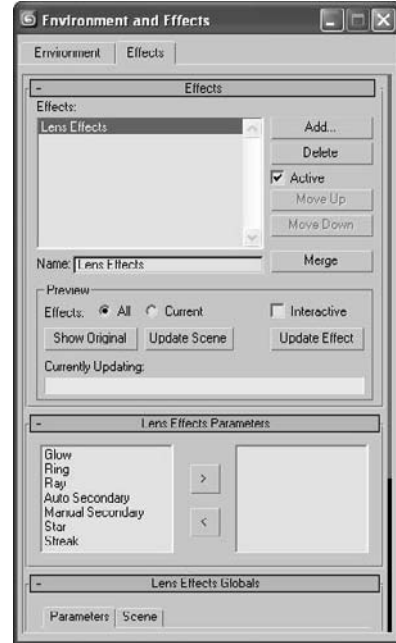 Environment and Effects
Environment Effects
- Effects
Effects:
Lens Effects
Add...
Delete
Active
Move Up
Move Down
Name: Lens Effects
Merge
Preview
Effects: All Current Interactive
Show Original Update Scene Update Effect
Currently Updating:
- Lens Effects Parameters
Glow
Ring
Ray
Auto Secondary
Manual Secondary
Star
Streak
>
<
- Lens Effects Globals
Parameters Scene